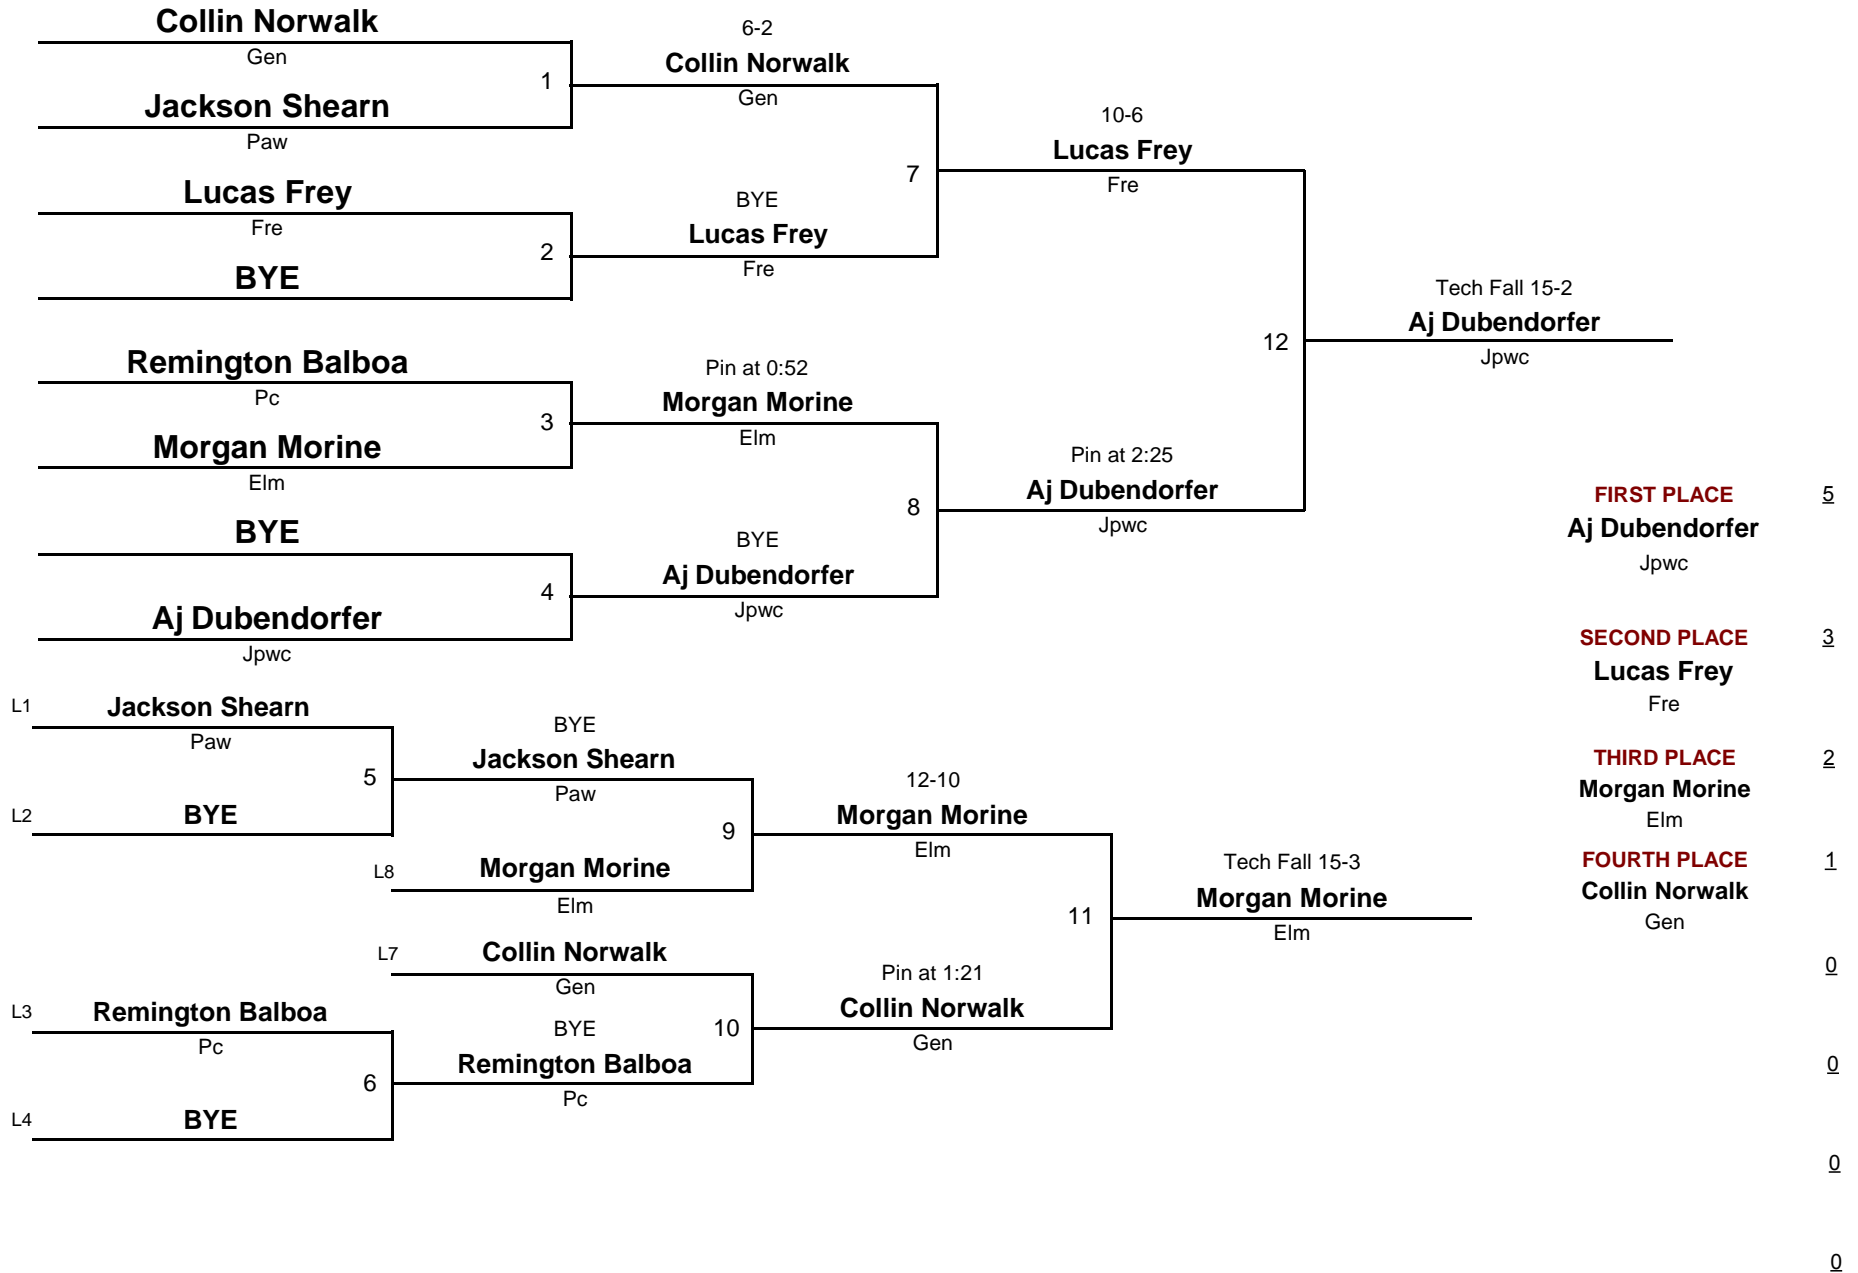 Collin Norwalk
Gen
1
Jackson Shearn
Paw
Lucas Frey
Fre
2
BYE
Remington Balboa
Pc
3
Morgan Morine
Elm
BYE
4
Aj Dubendorfer
Jpwc
6-2
Collin Norwalk
Gen
7
BYE
Lucas Frey
Fre
Pin at 0:52
Morgan Morine
Elm
8
BYE
Aj Dubendorfer
Jpwc
10-6
Lucas Frey
Fre
12
Pin at 2:25
Aj Dubendorfer
Jpwc
Tech Fall 15-2
Aj Dubendorfer
Jpwc
L1
Jackson Shearn
Paw
5
L2
BYE
L3
Remington Balboa
Pc
6
L4
BYE
BYE
Jackson Shearn
Paw
9
L8
Morgan Morine
Elm
L7
Collin Norwalk
Gen
10
BYE
Remington Balboa
Pc
12-10
Morgan Morine
Elm
11
Pin at 1:21
Collin Norwalk
Gen
Tech Fall 15-3
Morgan Morine
Elm
FIRST PLACE 5
Aj Dubendorfer
Jpwc
SECOND PLACE 3
Lucas Frey
Fre
THIRD PLACE 2
Morgan Morine
Elm
FOURTH PLACE 1
Collin Norwalk
Gen
0
0
0
0